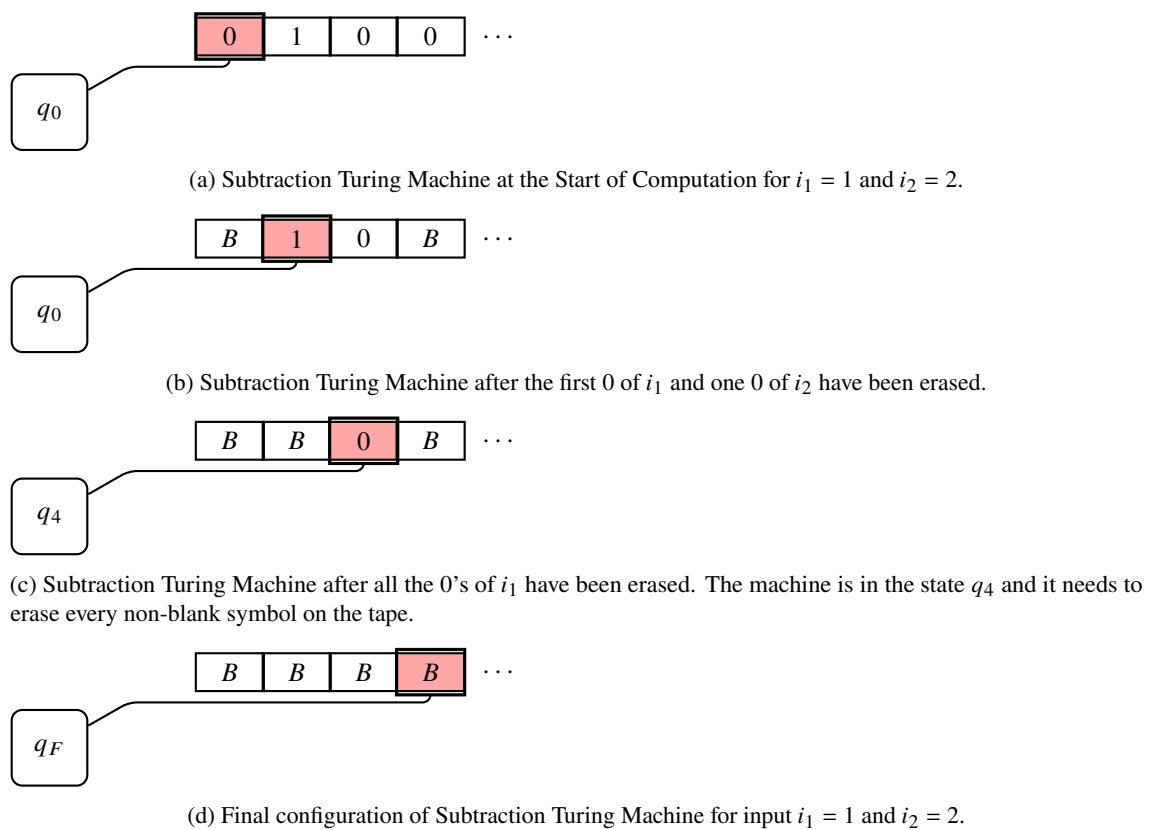 0 1 0 0 ···
q0
(a) Subtraction Turing Machine at the Start of Computation for i1 = 1 and i2 = 2.
B 1 0 B ···
q0
(b) Subtraction Turing Machine after the first 0 of i1 and one 0 of i2 have been erased.
B B 0 B ···
q4
(c) Subtraction Turing Machine after all the 0's of i1 have been erased. The machine is in the state q4 and it needs to
erase every non-blank symbol on the tape.
B B B B ···
qF
(d) Final configuration of Subtraction Turing Machine for input i1 = 1 and i2 = 2.